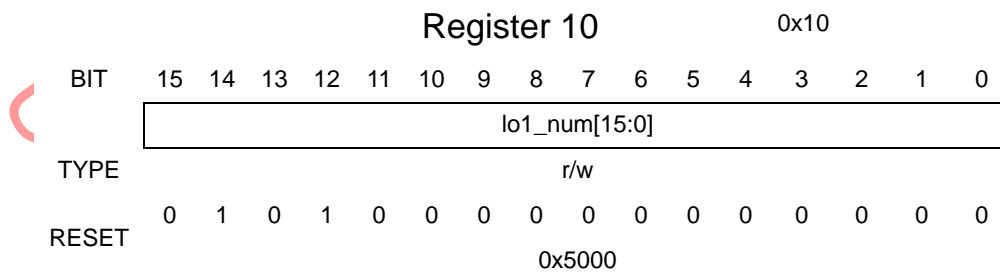 Register 10 0x10
BIT 15 14 13 12 11 10 9 8 7 6 5 4 3 2 1 0
lo1_num[15:0]
TYPE r/w
RESET 0 1 0 1 0 0 0 0 0 0 0 0 0 0 0 0
0x5000